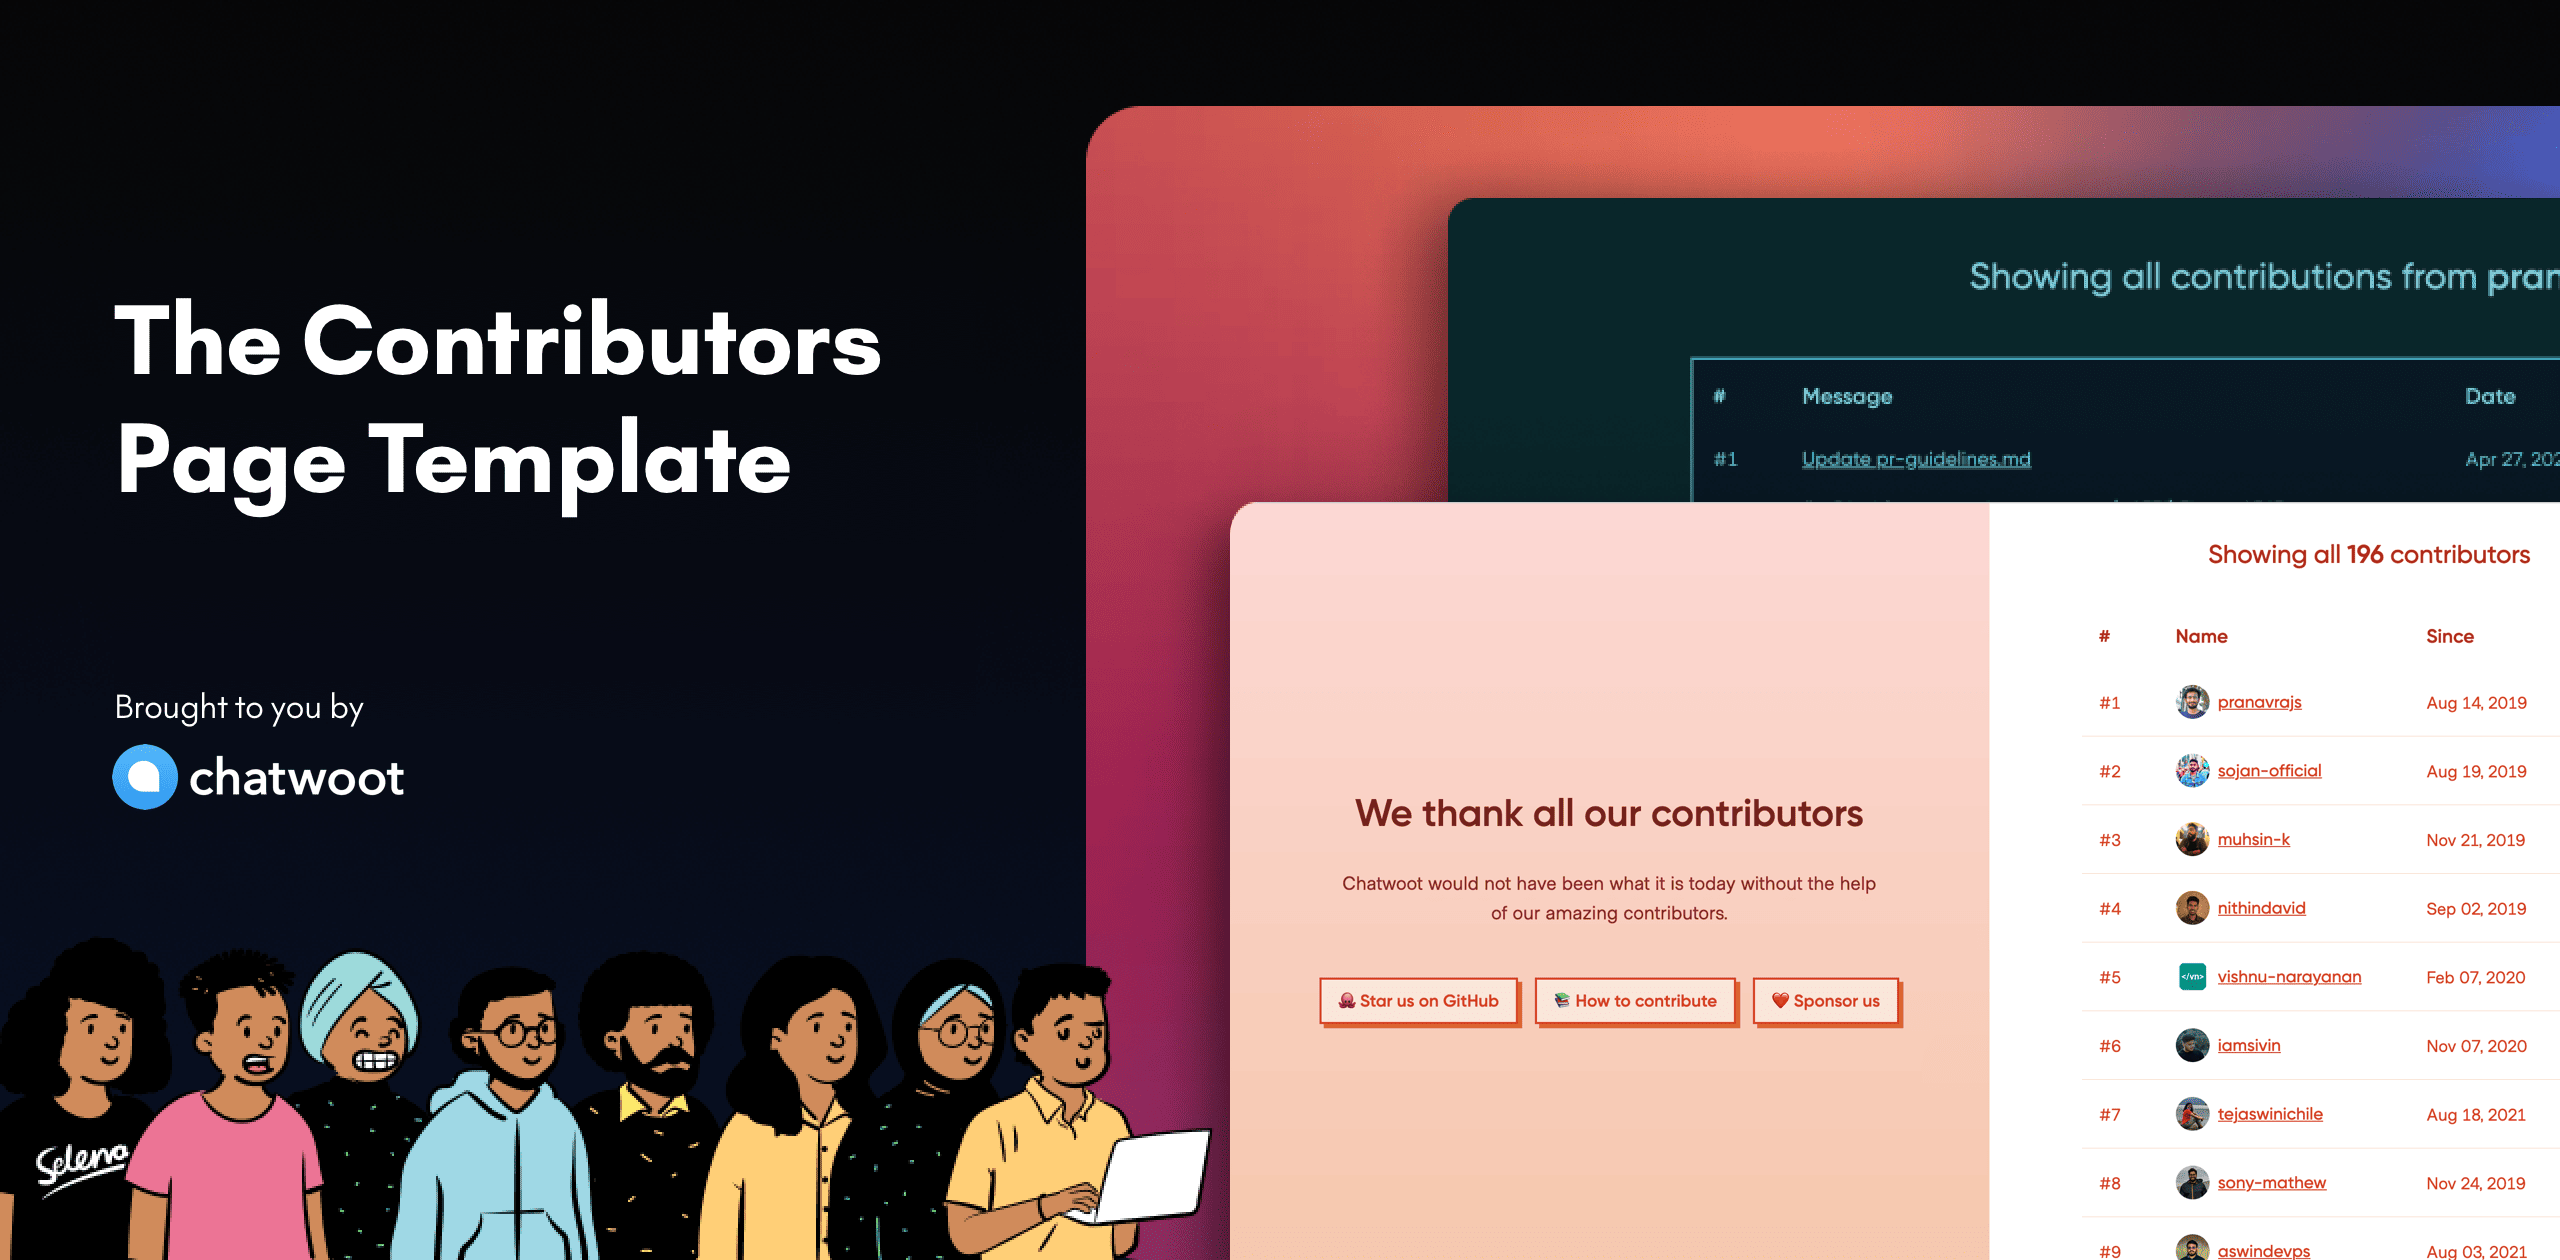 The Contributors
Page Template
Brought to you by
chatwoot
Selena
Showing all contributions from pran
# Message Date
#1 Update pr-guidelines.md Apr 27, 202
We thank all our contributors
Chatwoot would not have been what it is today without the help
of our amazing contributors.
Star us on GitHub
How to contribute
Sponsor us
Showing all 196 contributors
# Name Since
#1 pranavrajs Aug 14, 2019
#2 sojan-official Aug 19, 2019
#3 muhsin-k Nov 21, 2019
#4 nithindavid Sep 02, 2019
#5 </vn> vishnu-narayanan Feb 07, 2020
#6 iamsivin Nov 07, 2020
#7 tejaswinichile Aug 18, 2021
#8 sony-mathew Nov 24, 2019
#9 aswindevps Aug 03, 2021